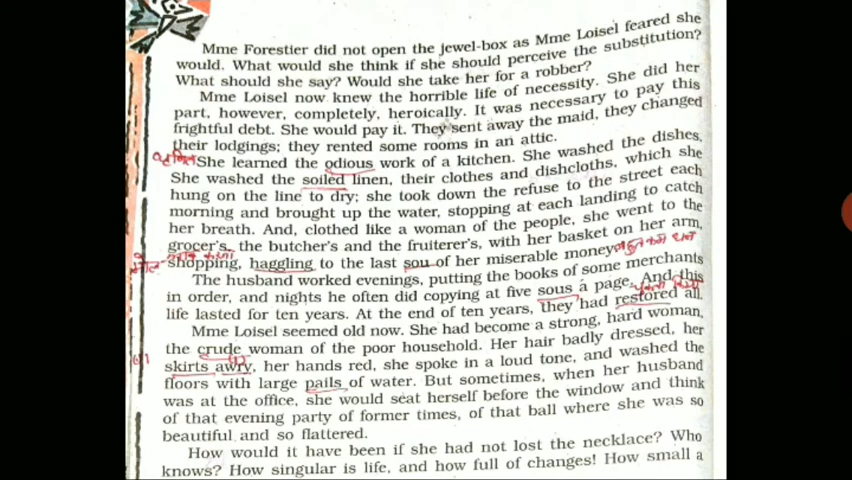 Mme Forestier did not open the jewel-box as Mme Loisel feared she
would. What would she think if she should perceive the substitution?
What should she say? Would she take her for a robber?
Mme Loisel now knew the horrible life of necessity. She did her
part, however, completely, heroically. It was necessary to pay this
frightful debt. She would pay it. They sent away the maid, they changed
their lodgings; they rented some rooms in an attic.
She learned the odious work of a kitchen. She washed the dishes.
She washed the soiled linen, their clothes and dishcloths, which she
hung on the line to dry; she took down the refuse to the street each
morning and brought up the water, stopping at each landing to catch
her breath. And, clothed like a woman of the people, she went to the
grocer's, the butcher's and the fruiterer's, with her basket on her arm,
shopping, haggling to the last sou of her miserable money.
The husband worked evenings, putting the books of some merchants
in order, and nights he often did copying at five sous a page. And this
life lasted for ten years. At the end of ten years, they had restored all.
Mme Loisel seemed old now. She had become a strong, hard woman,
the crude woman of the poor household. Her hair badly dressed, her
skirts awry, her hands red, she spoke in a loud tone, and washed the
floors with large pails of water. But sometimes, when her husband
was at the office, she would seat herself before the window and think
of that evening party of former times, of that ball where she was so
beautiful and so flattered.
How would it have been if she had not lost the necklace? Who
knows? How singular is life, and how full of changes! How small a